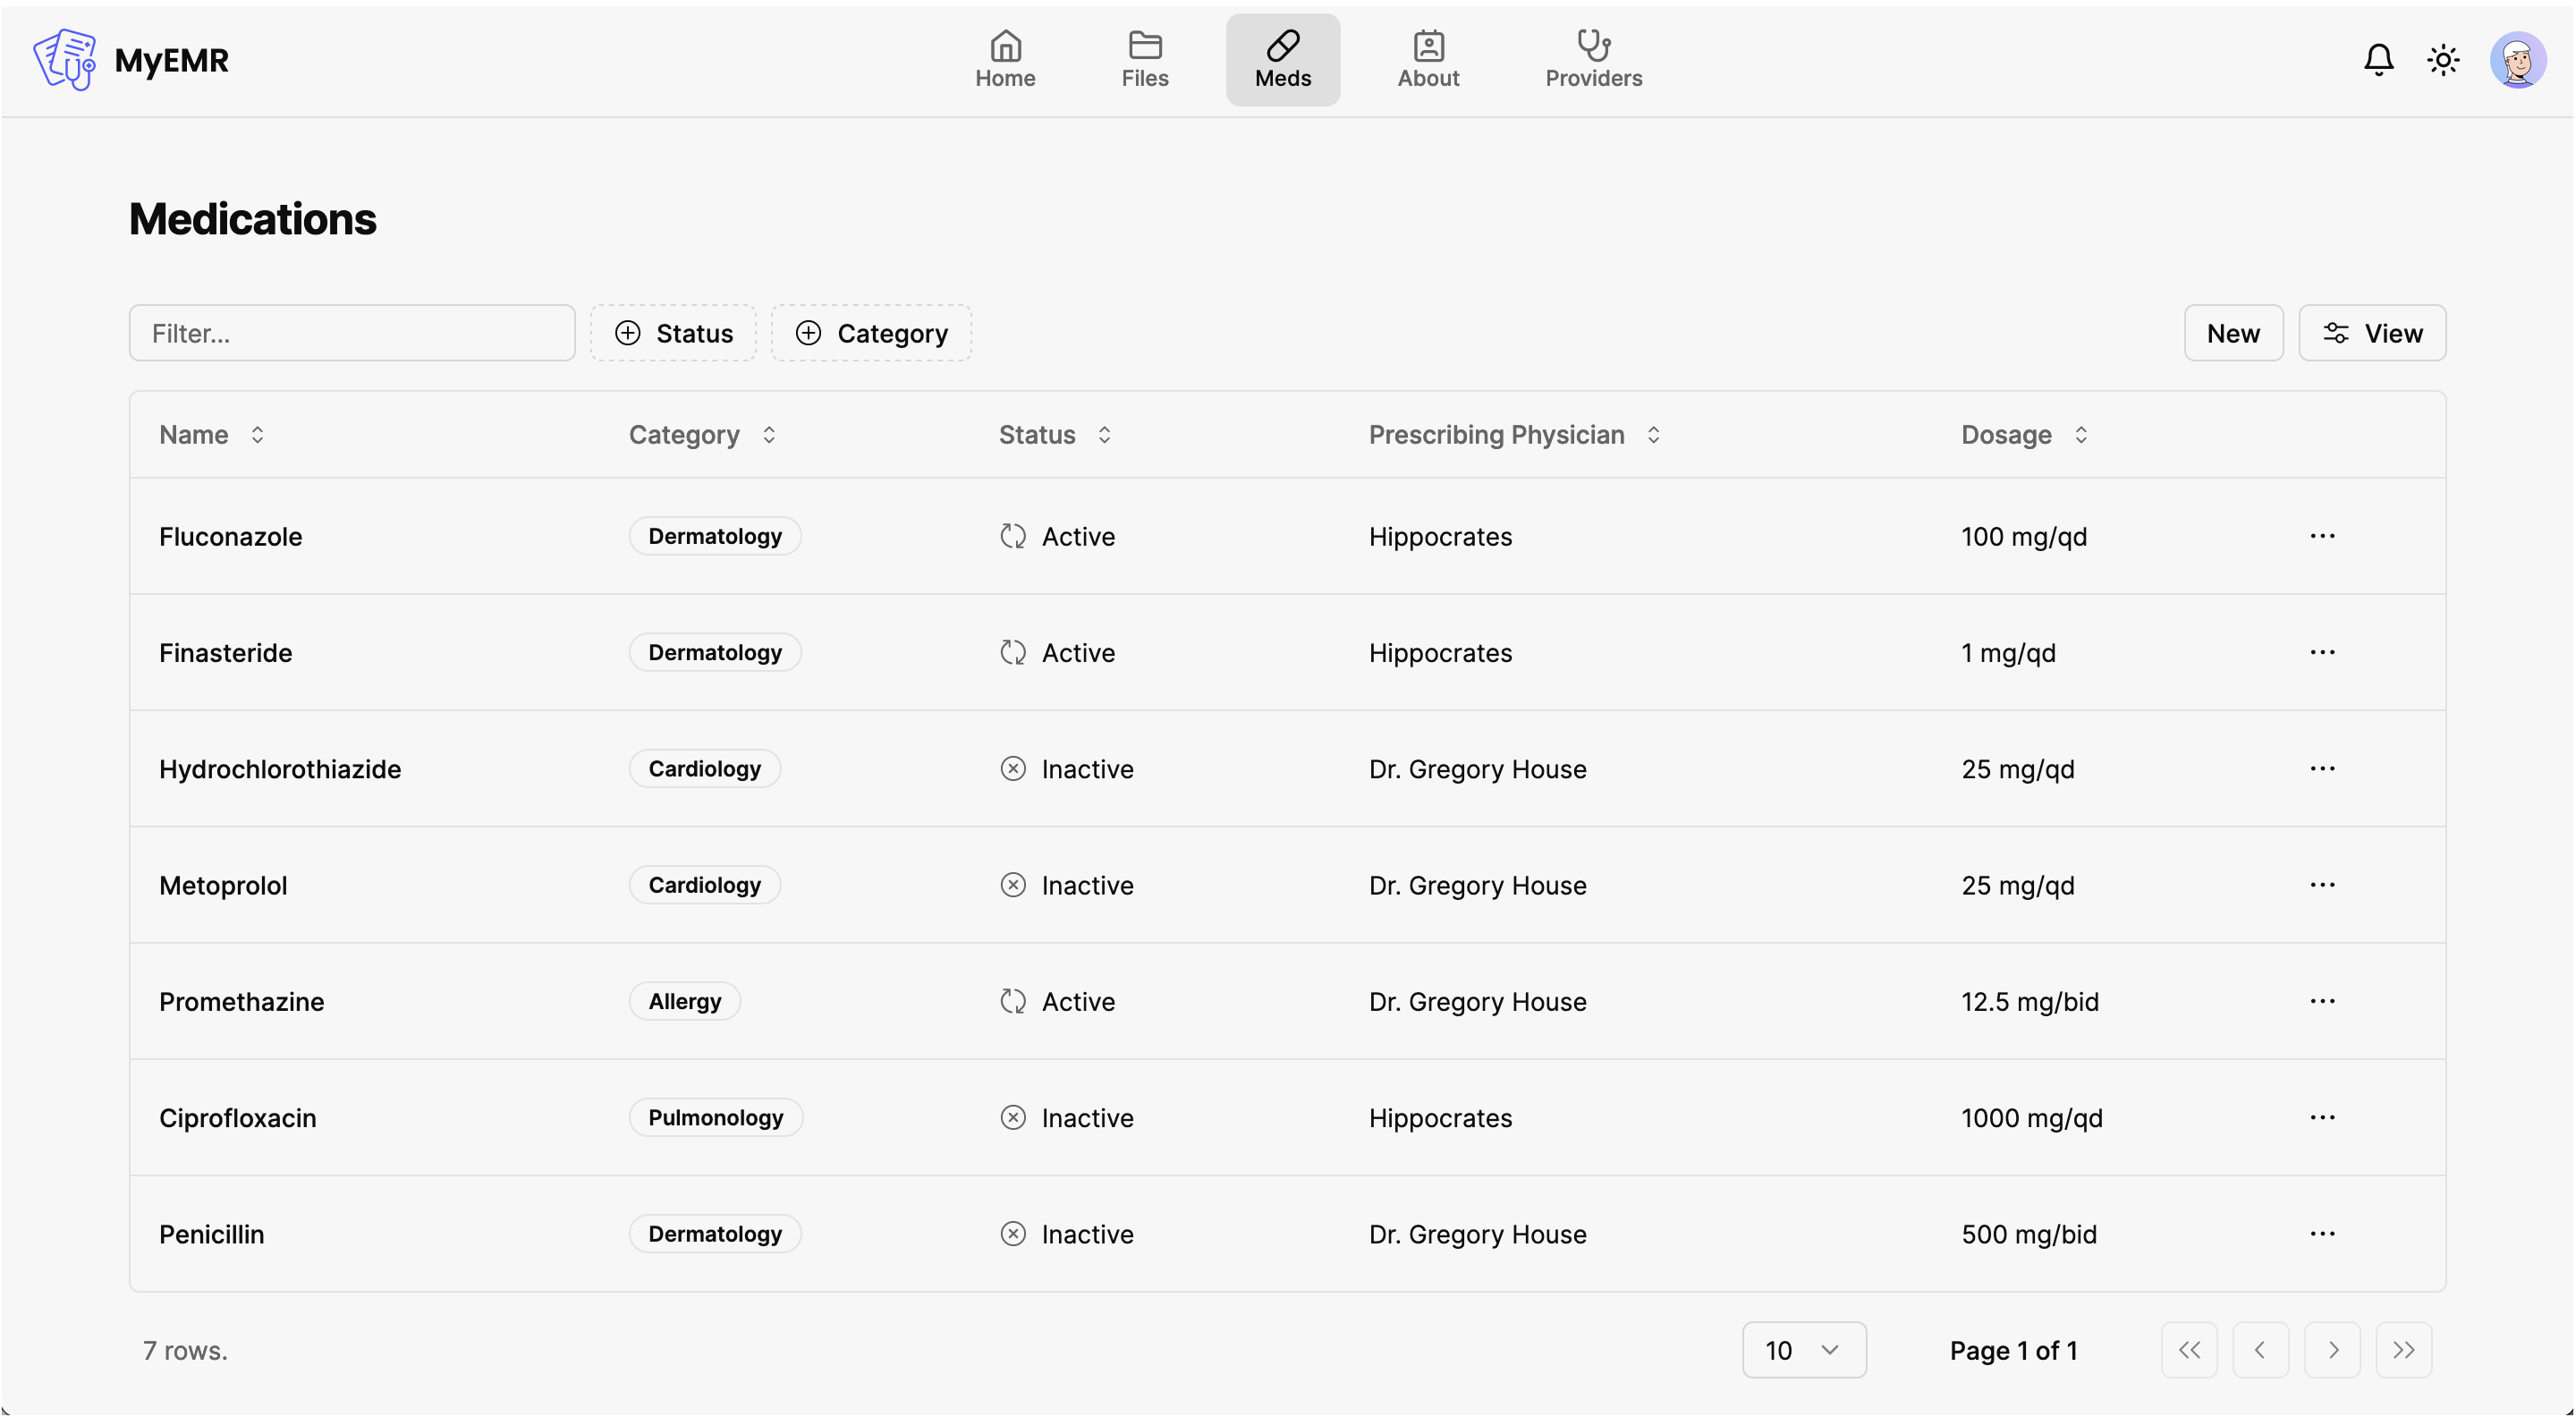 MyEMR
Home Files Meds About Providers
Medications
Filter... Status Category New View
Name Category Status Prescribing Physician Dosage
Fluconazole Dermatology Active Hippocrates 100 mg/qd
Finasteride Dermatology Active Hippocrates 1 mg/qd
Hydrochlorothiazide Cardiology Inactive Dr. Gregory House 25 mg/qd
Metoprolol Cardiology Inactive Dr. Gregory House 25 mg/qd
Promethazine Allergy Active Dr. Gregory House 12.5 mg/bid
Ciprofloxacin Pulmonology Inactive Hippocrates 1000 mg/qd
Penicillin Dermatology Inactive Dr. Gregory House 500 mg/bid
7 rows. 10 Page 1 of 1